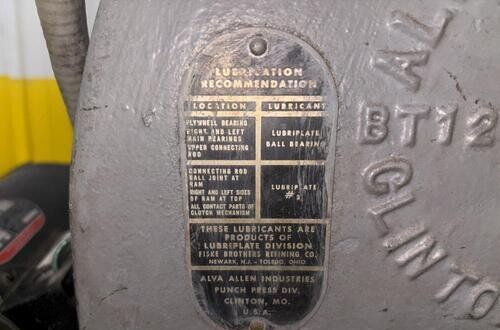 LUBRICATION
RECOMMENDATION
LOCATION LUBRICANT
FLYWHEEL BEARING
RIGHT AND LEFT
MAIN BEARINGS
UPPER CONNECTING
ROD
LUBRIPLATE
BALL BEARING
CONNECTING ROD
BALL JOINT AT
RAM
RIGHT AND LEFT SIDES
OF RAM AT TOP
ALL CONTACT PARTS OF
CLUTCH MECHANISM
LUBRIPLATE
THESE LUBRICANTS ARE
PRODUCTS OF
LUBRIPLATE DIVISION
FISKE BROTHERS REFINING CO.
NEWARK, N.J. - TOLEDO, OHIO
ALVA ALLEN INDUSTRIES
PUNCH PRESS DIV.
CLINTON, MO.
U.S.A.
AL
BT12
CLINTO